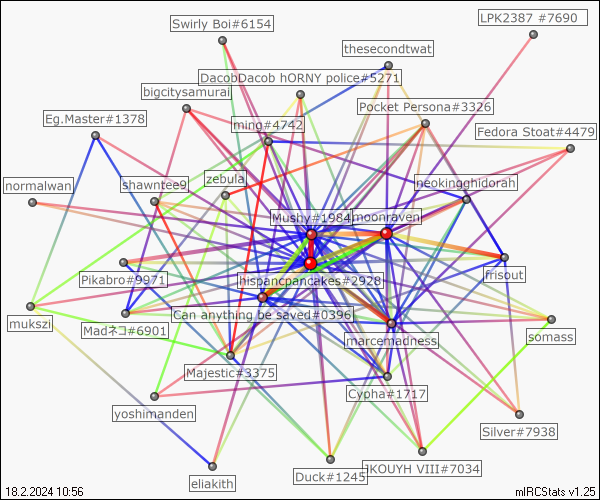 LPK2387 #7690
Swirly Boi#6154
thesecondtwat
DacobDacob hORNY police#5271
bigcitysamurai
Pocket Persona#3326
Eg.Master#1378
ming#4742
Fedora Stoat#4479
normalwan
shawntee9
zebula
neokingghidorah
Mushy#1984
moonraven
Pikabro#9971
hispancpancakes#2928
frisout
mukszi
Madネコ#6901
Can anything be saved#0396
marcemadness
somass
Majestic#3375
Cypha#1717
yoshimanden
Silver#7938
eliakith
Duck#1245
JKOUYH VIII#7034
18.2.2024 10:56
mIRCStats v1.25